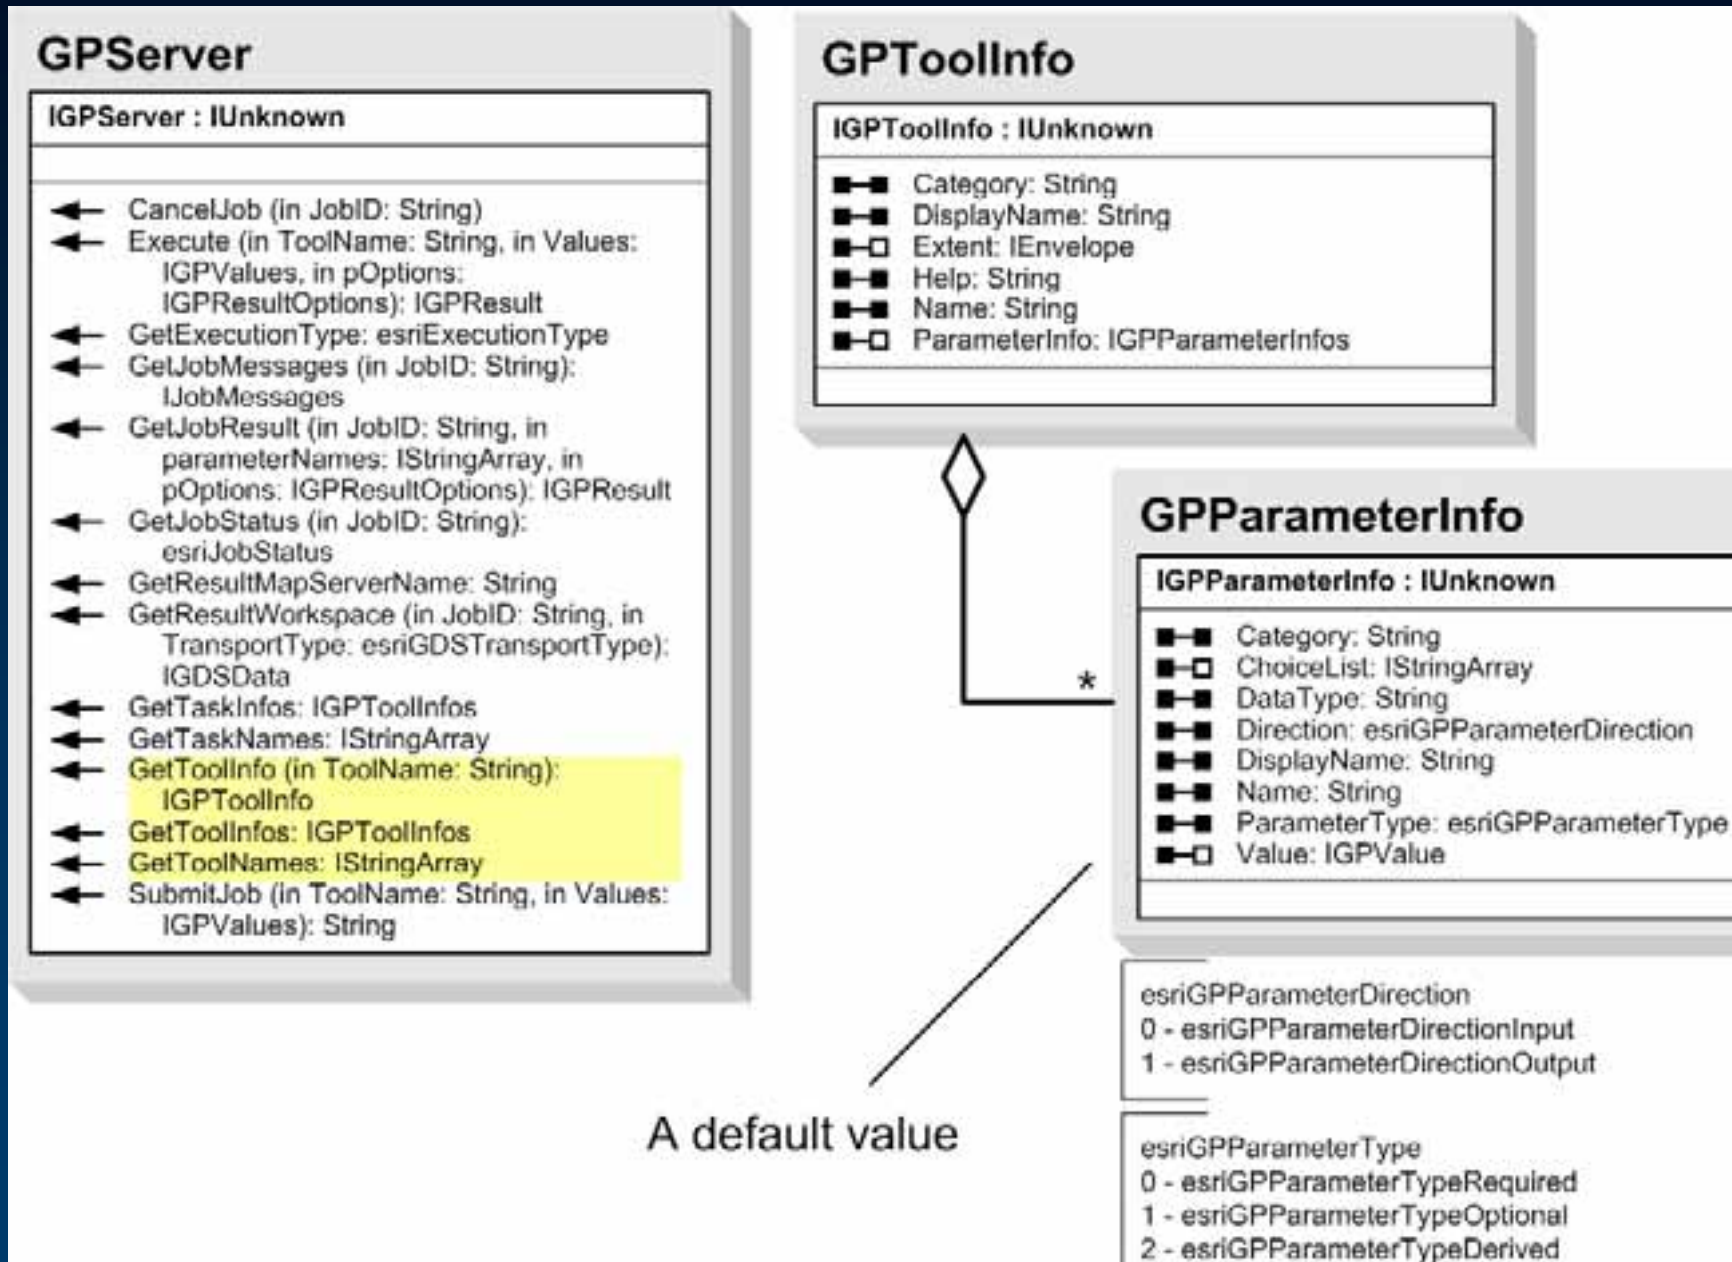 GPServer
IGPServer : IUnknown
CancelJob (in JobID: String)
Execute (in ToolName: String, in Values:
IGPValues, in pOptions:
IGPResultOptions): IGPResult
GetExecutionType: esriExecutionType
GetJobMessages (in JobID: String):
IJobMessages
GetJobResult (in JobID: String, in
parameterNames: IStringArray, in
pOptions: IGPResultOptions): IGPResult
GetJobStatus (in JobID: String):
esriJobStatus
GetResultMapServerName: String
GetResultWorkspace (in JobID: String, in
TransportType: esriGDSTransportType):
IGDSData
GetTaskInfos: IGPToolInfos
GetTaskNames: IStringArray
GetToolInfo (in ToolName: String):
IGPToolInfo
GetToolInfos: IGPToolInfos
GetToolNames: IStringArray
SubmitJob (in ToolName: String, in Values:
IGPValues): String
GPToolInfo
IGPToolInfo : IUnknown
Category: String
DisplayName: String
Extent: IEnvelope
Help: String
Name: String
ParameterInfo: IGPParameterInfos
*
GPParameterInfo
IGPParameterInfo : IUnknown
Category: String
ChoiceList: IStringArray
DataType: String
Direction: esriGPParameterDirection
DisplayName: String
Name: String
ParameterType: esriGPParameterType
Value: IGPValue
A default value
esriGPParameterDirection
0 - esriGPParameterDirectionInput
1 - esriGPParameterDirectionOutput
esriGPParameterType
0 - esriGPParameterTypeRequired
1 - esriGPParameterTypeOptional
2 - esriGPParameterTypeDerived